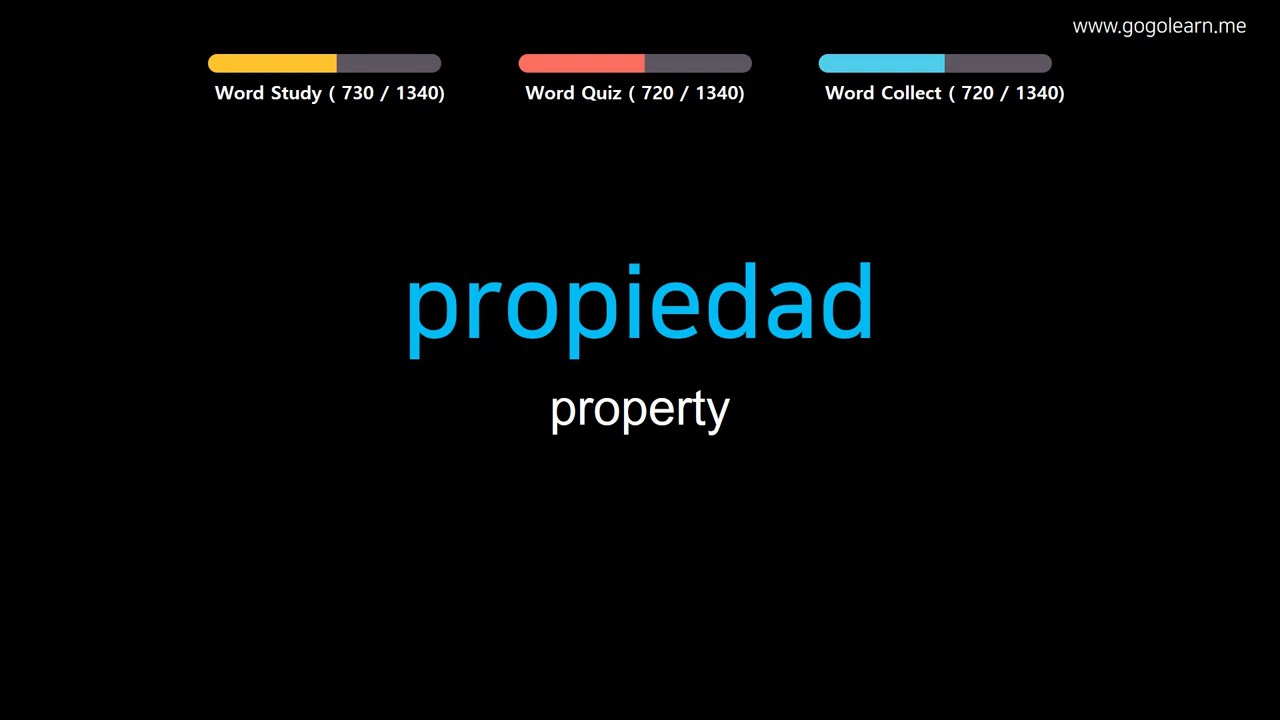 www.gogolearn.me
Word Study ( 730 / 1340)
Word Quiz ( 720 / 1340)
Word Collect ( 720 / 1340)
propiedad
property